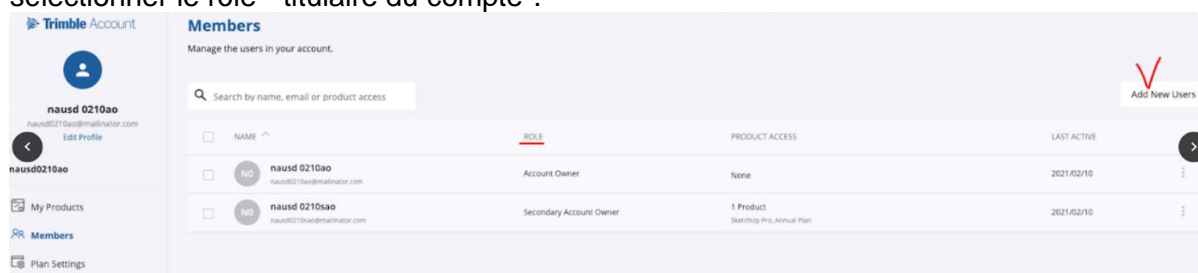 sélectionner le rôle "titulaire du compte".
Trimble Account
nausd 0210ao
nausd0210ao@mailinator.com
Edit Profile
nausd0210ao
My Products
Members
Plan Settings
Members
Manage the users in your account.
Search by name, email or product access
Add New Users
NAME ROLE PRODUCT ACCESS LAST ACTIVE
N0 nausd 0210ao Account Owner None 2021/02/10
nausd0210ao@mailinator.com
N0 nausd 0210sao Secondary Account Owner 1 Product 2021/02/10
nausd0210sao@mailinator.com SketchUp Pro, Annual Plan